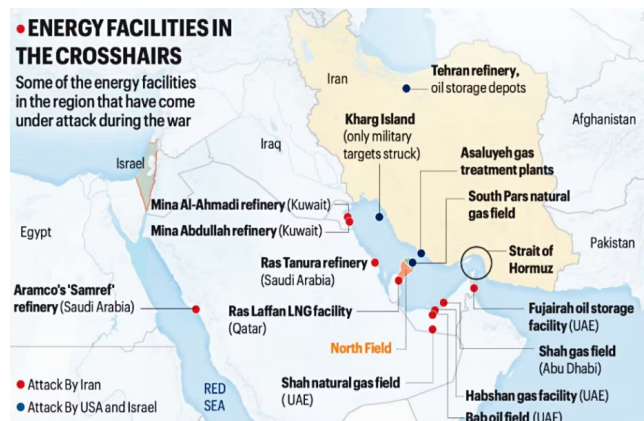 • ENERGY FACILITIES IN
THE CROSSHAIRS
Some of the energy facilities
in the region that have come
under attack during the war
Iran
Tehran refinery,
oil storage depots
Afghanistan
Kharg Island
(only military
targets struck)
Iraq
Asaluyeh gas
treatment plants
Israel
South Pars natural
gas field
Mina Al-Ahmadi refinery (Kuwait)
Mina Abdullah refinery (Kuwait)
Egypt
Pakistan
Strait of
Hormuz
Ras Tanura refinery
(Saudi Arabia)
Aramco's 'Samref'
refinery (Saudi Arabia)
Ras Laffan LNG facility
(Qatar)
Fujairah oil storage
facility (UAE)
North Field
Shah gas field
(Abu Dhabi)
Shah natural gas field
(UAE)
Habshan gas facility (UAE)
Bab oil field (UAE)
• Attack By Iran
• Attack By USA and Israel
RED
SEA